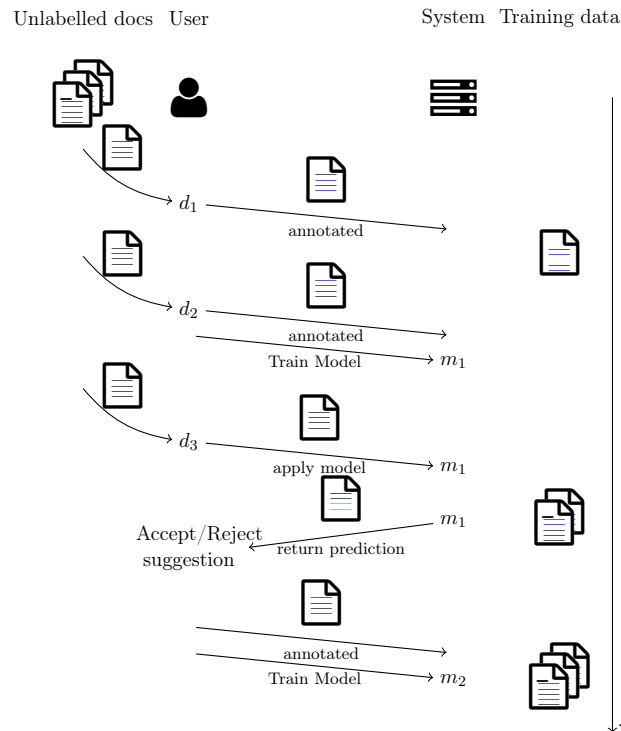 Unlabelled docs User System Training data
d₁
annotated
d₂
annotated
Train Model m₁
d₃
apply model m₁
m₁
Accept/Reject
suggestion
return prediction
annotated
Train Model m₂